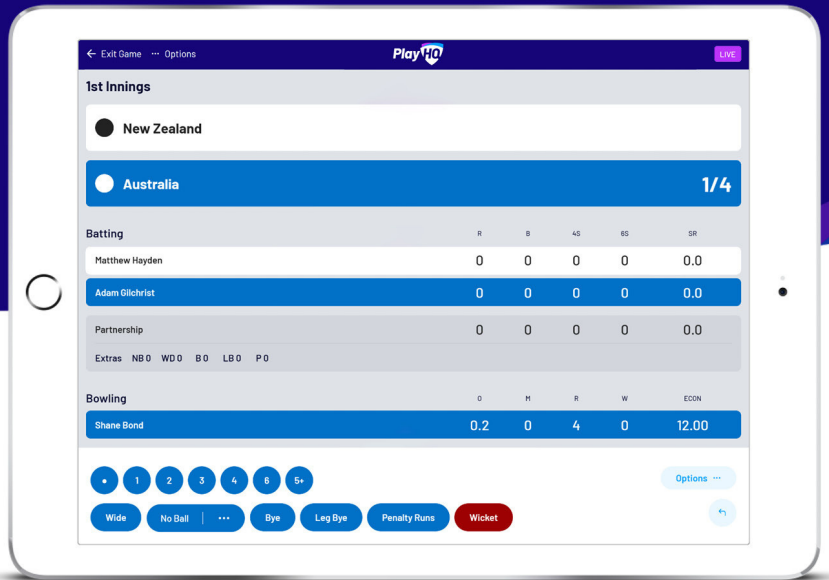 ← Exit Game ··· Options PlayHQ LIVE
1st Innings
New Zealand
Australia 1/4
Batting R B 4S 6S SR
Matthew Hayden 0 0 0 0 0.0
Adam Gilchrist 0 0 0 0 0.0
Partnership 0 0 0 0 0.0
Extras NB 0 WD 0 B 0 LB 0 P 0
Bowling O M R W ECON
Shane Bond 0.2 0 4 0 12.00
• 1 2 3 4 6 5+ Options ···
Wide No Ball ··· Bye Leg Bye Penalty Runs Wicket